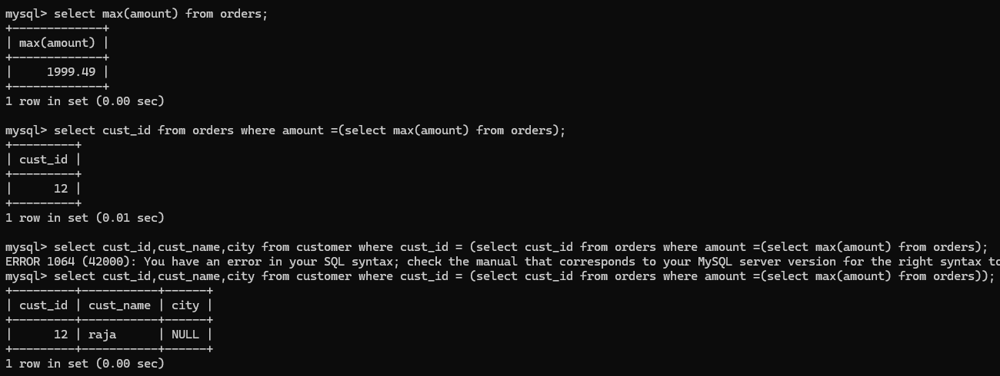 mysql> select max(amount) from orders;
+-------------+
| max(amount) |
+-------------+
|     1999.49 |
+-------------+
1 row in set (0.00 sec)

mysql> select cust_id from orders where amount =(select max(amount) from orders);
+---------+
| cust_id |
+---------+
|      12 |
+---------+
1 row in set (0.01 sec)

mysql> select cust_id,cust_name,city from customer where cust_id = (select cust_id from orders where amount =(select max(amount) from orders);
ERROR 1064 (42000): You have an error in your SQL syntax; check the manual that corresponds to your MySQL server version for the right syntax to
mysql> select cust_id,cust_name,city from customer where cust_id = (select cust_id from orders where amount =(select max(amount) from orders));
+---------+-----------+------+
| cust_id | cust_name | city |
+---------+-----------+------+
|      12 | raja      | NULL |
+---------+-----------+------+
1 row in set (0.00 sec)